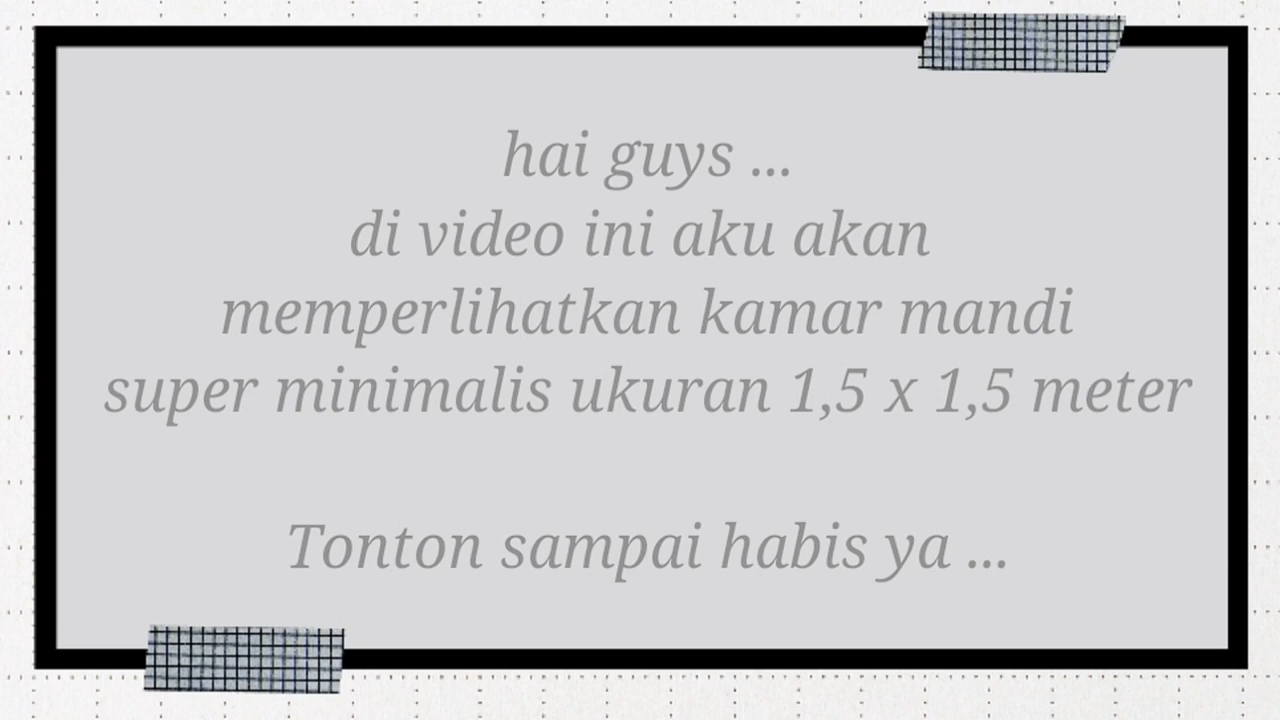 hai guys ...
di video ini aku akan
memperlihatkan kamar mandi
super minimalis ukuran 1,5 x 1,5 meter
Tonton sampai habis ya ...